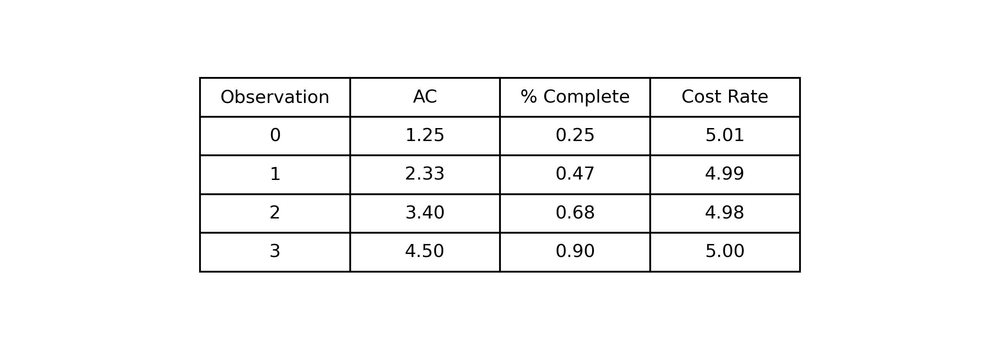 Observation AC % Complete Cost Rate
0 1.25 0.25 5.01
1 2.33 0.47 4.99
2 3.40 0.68 4.98
3 4.50 0.90 5.00